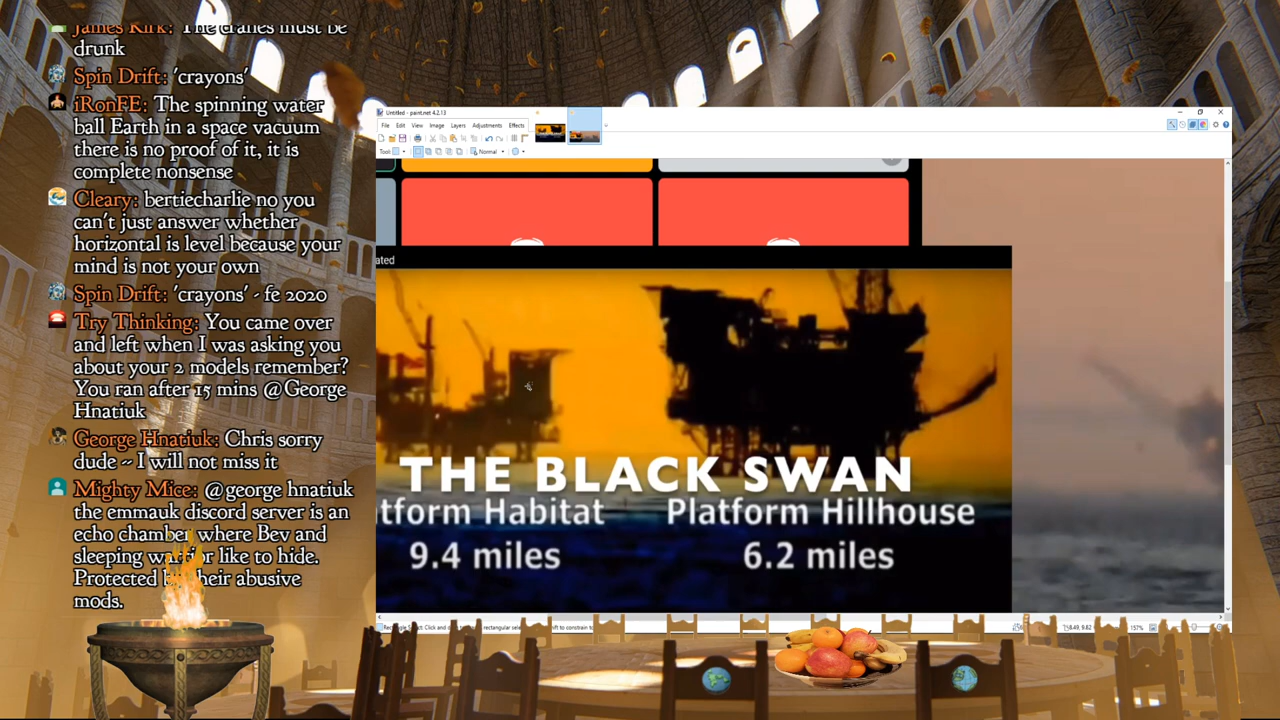 James Kirk: The cranes must be
drunk
Spin Drift: 'crayons'
iRonFE: The spinning water
ball Earth in a space vacuum
there is no proof of it, it is
complete nonsense
Cleary: bertiecharlie no you
can't just answer whether
horizontal is level because your
mind is not your own
Spin Drift: 'crayons' - fe 2020
Try Thinking: You came over
and left when I was asking you
about your 2 models remember?
You ran after 15 mins @George
Hnatiuk
George Hnatiuk: Chris sorry
dude ~ I will not miss it
Mighty Mice: @george hnatiuk
the emmauk discord server is an
echo chamber where Bev and
sleeping warrior like to hide.
Protected by their abusive
mods.
Untitled - paint.net 4.2.13
File Edit View Image Layers Adjustments Effects
Tool: Normal
ated
THE BLACK SWAN
tform Habitat Platform Hillhouse
9.4 miles 6.2 miles
157%